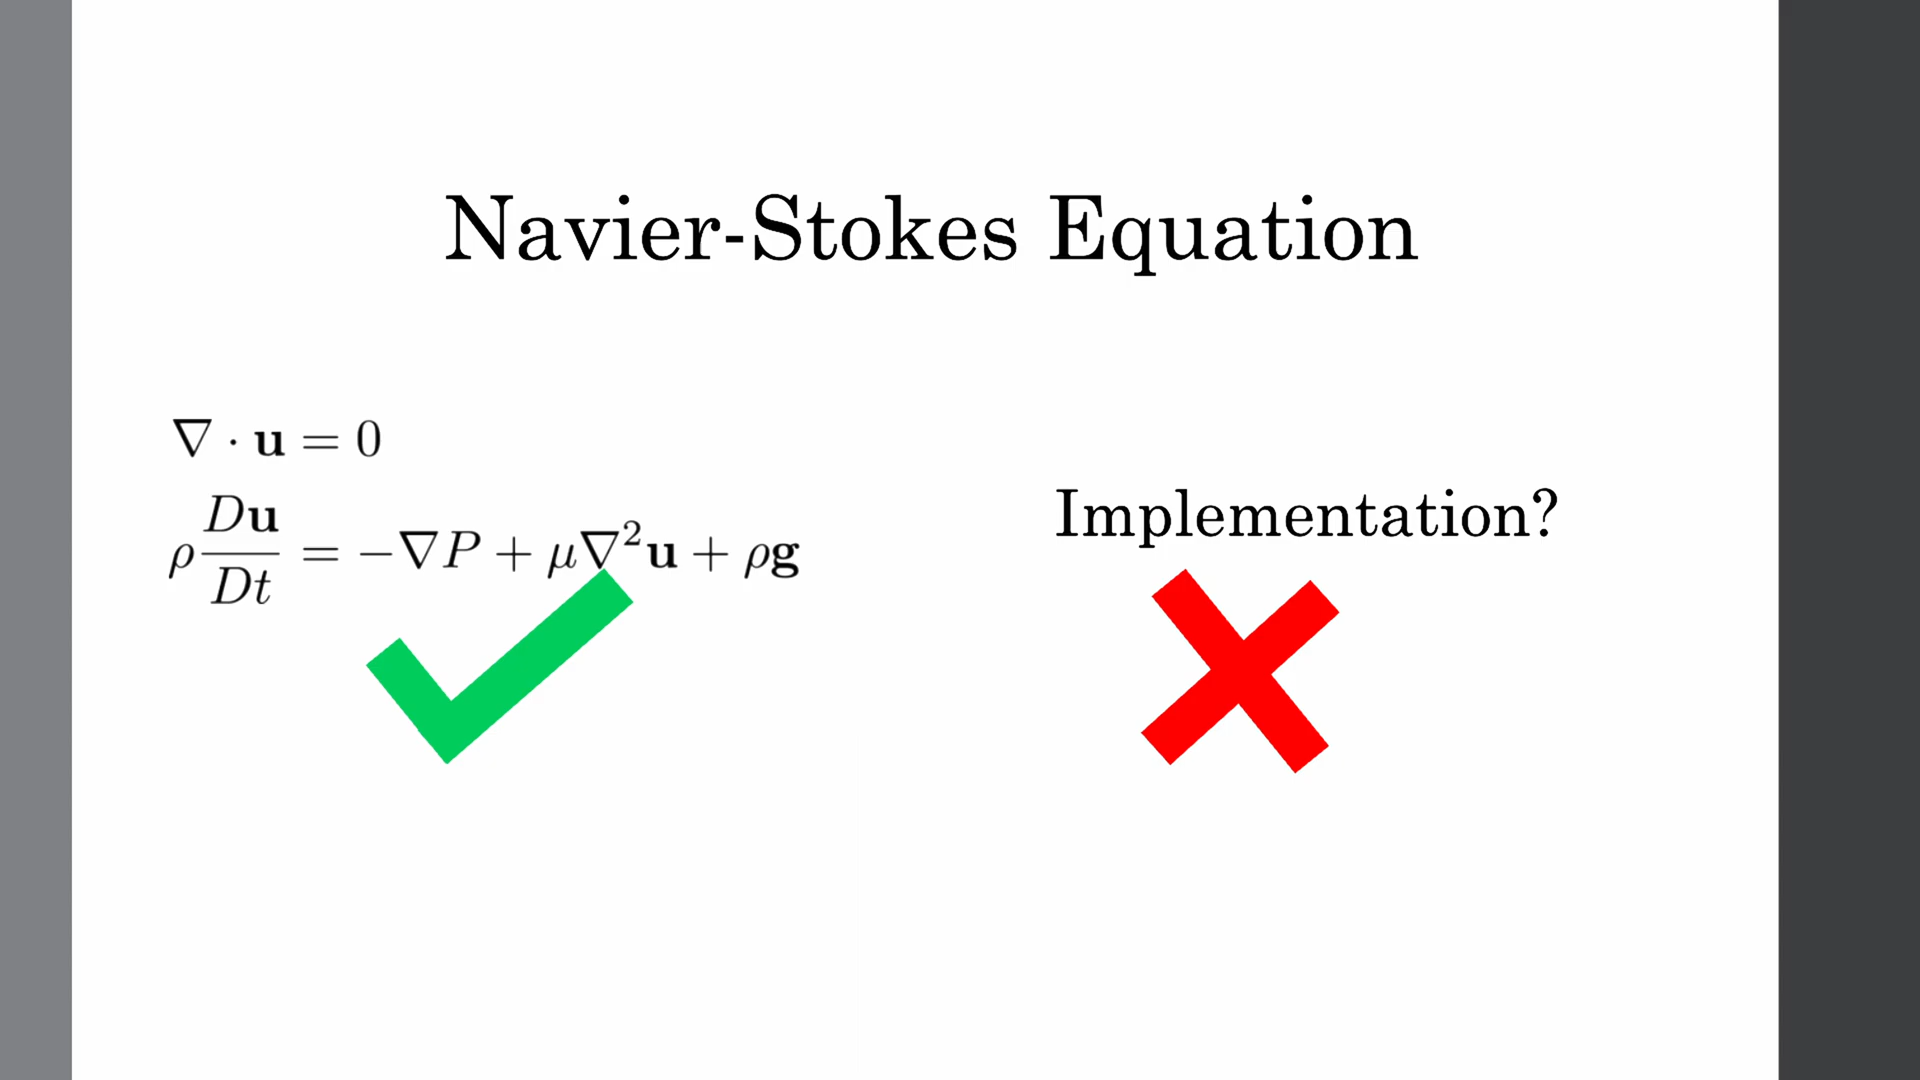 Navier-Stokes Equation
∇ · u = 0
ρ Du/Dt = −∇P + μ∇²u + ρg
Implementation?